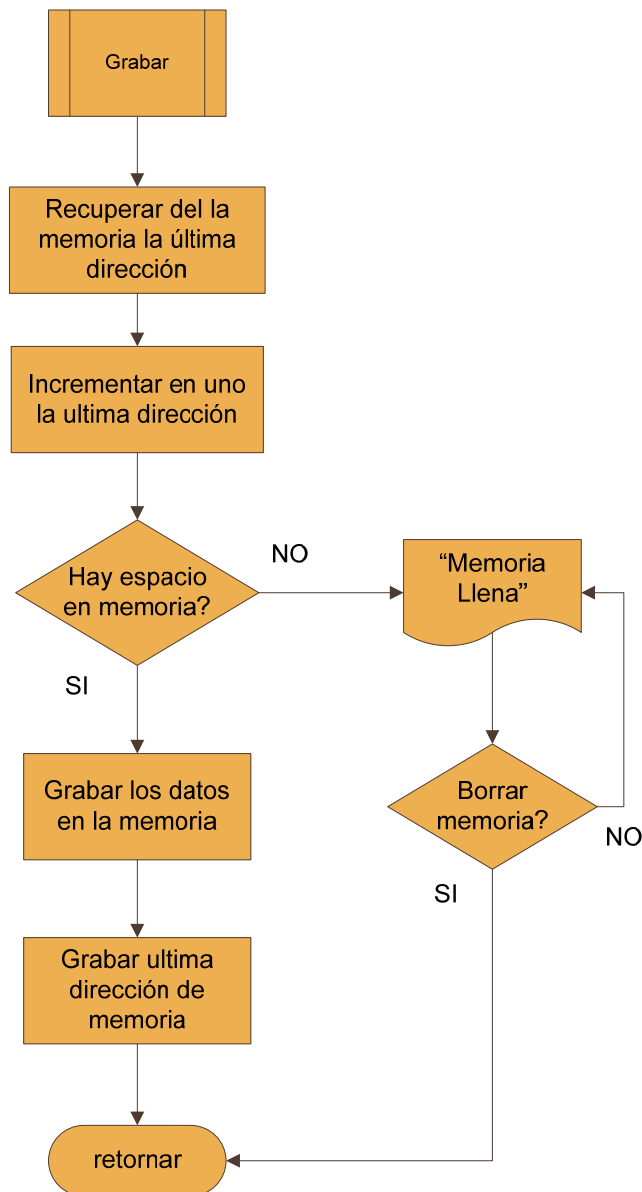 Grabar
Recuperar del la
memoria la última
dirección
Incrementar en uno
la ultima dirección
Hay espacio
en memoria?
NO
“Memoria
Llena”
SI
Grabar los datos
en la memoria
Borrar
memoria?
NO
SI
Grabar ultima
dirección de
memoria
retornar